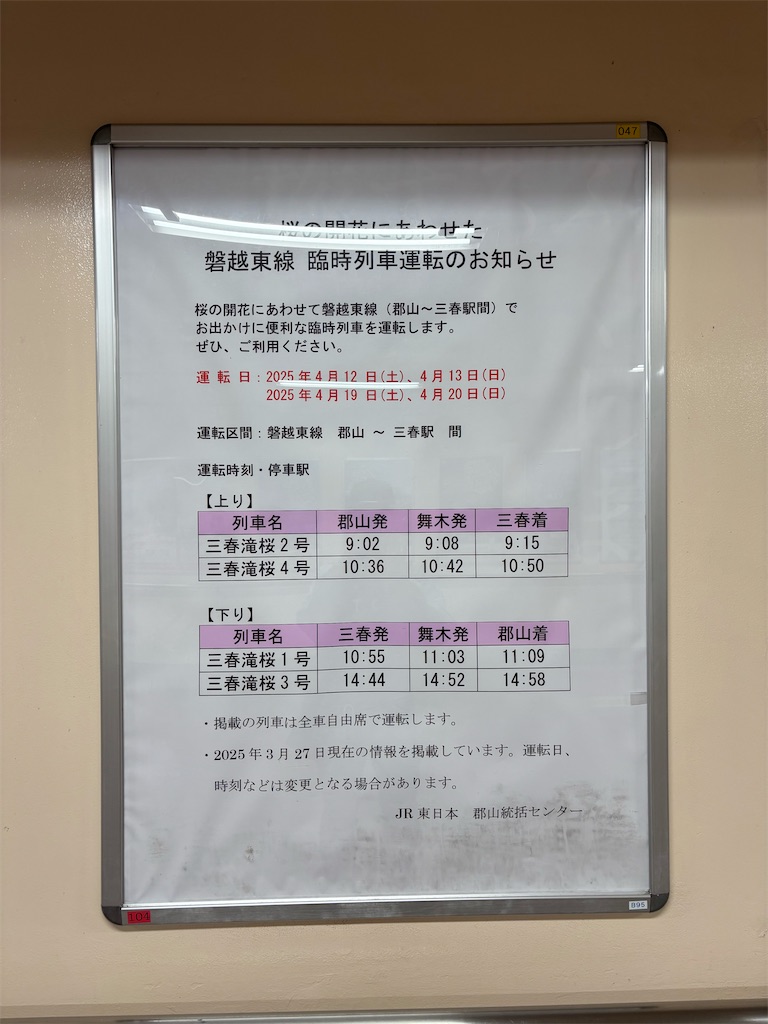 047
桜の開花にあわせた
磐越東線 臨時列車運転のお知らせ
桜の開花にあわせて磐越東線（郡山～三春駅間）で
お出かけに便利な臨時列車を運転します。
ぜひ、ご利用ください。
運 転 日：2025年4月12日(土)、4月13日(日)
2025年4月19日(土)、4月20日(日)
運転区間：磐越東線　郡山 ～ 三春駅　間
運転時刻・停車駅
【上り】
列車名 郡山発 舞木発 三春着
三春滝桜2号 9:02 9:08 9:15
三春滝桜4号 10:36 10:42 10:50
【下り】
列車名 三春発 舞木発 郡山着
三春滝桜1号 10:55 11:03 11:09
三春滝桜3号 14:44 14:52 14:58
・掲載の列車は全車自由席で運転します。
・2025年3月27日現在の情報を掲載しています。運転日、
時刻などは変更となる場合があります。
JR東日本　郡山統括センター
104
B95